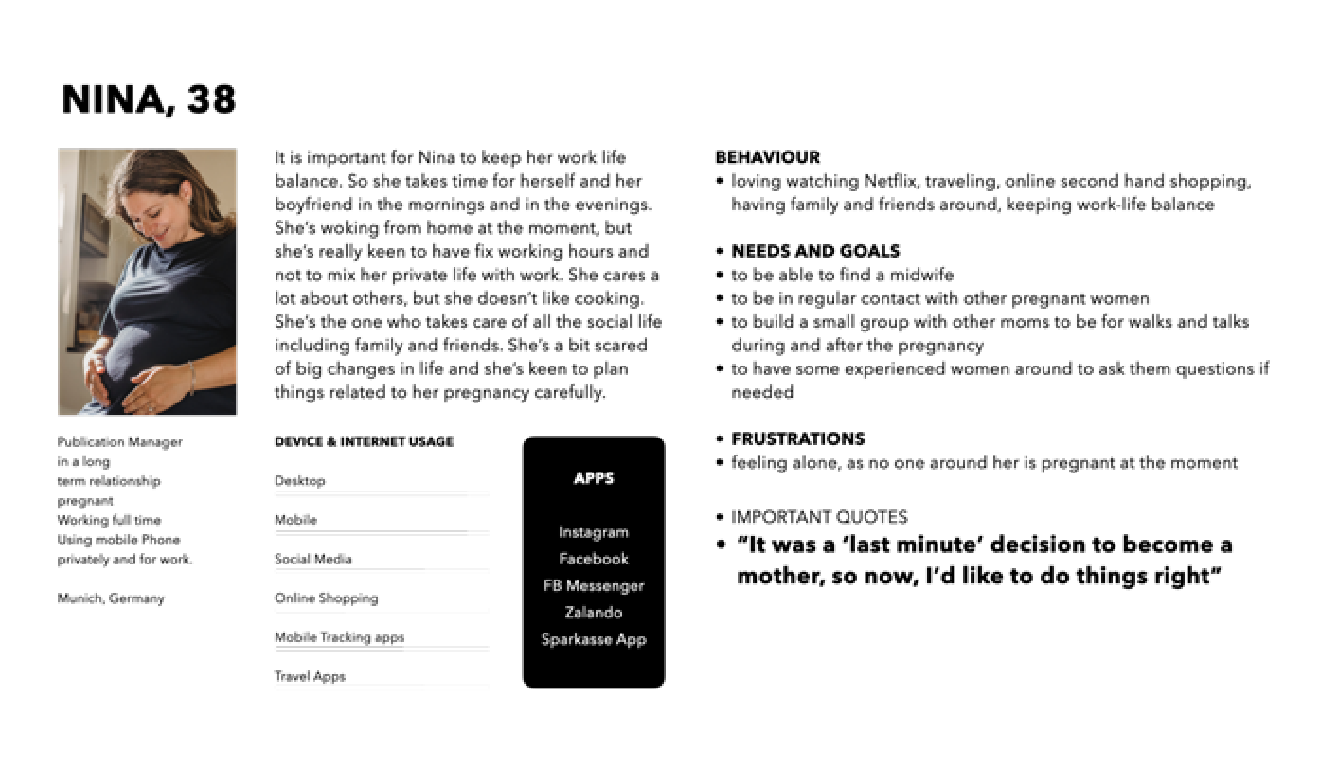 NINA, 38
Publication Manager
in a long
term relationship
pregnant
Working full time
Using mobile Phone
privately and for work.
Munich, Germany
It is important for Nina to keep her work life
balance. So she takes time for herself and her
boyfriend in the mornings and in the evenings.
She's woking from home at the moment, but
she's really keen to have fix working hours and
not to mix her private life with work. She cares a
lot about others, but she doesn't like cooking.
She's the one who takes care of all the social life
including family and friends. She's a bit scared
of big changes in life and she's keen to plan
things related to her pregnancy carefully.
DEVICE & INTERNET USAGE
Desktop
Mobile
Social Media
Online Shopping
Mobile Tracking apps
Travel Apps
APPS
Instagram
Facebook
FB Messenger
Zalando
Sparkasse App
BEHAVIOUR
• loving watching Netflix, traveling, online second hand shopping,
having family and friends around, keeping work-life balance
• NEEDS AND GOALS
• to be able to find a midwife
• to be in regular contact with other pregnant women
• to build a small group with other moms to be for walks and talks
during and after the pregnancy
• to have some experienced women around to ask them questions if
needed
• FRUSTRATIONS
• feeling alone, as no one around her is pregnant at the moment
• IMPORTANT QUOTES
• "It was a 'last minute' decision to become a
mother, so now, I'd like to do things right"